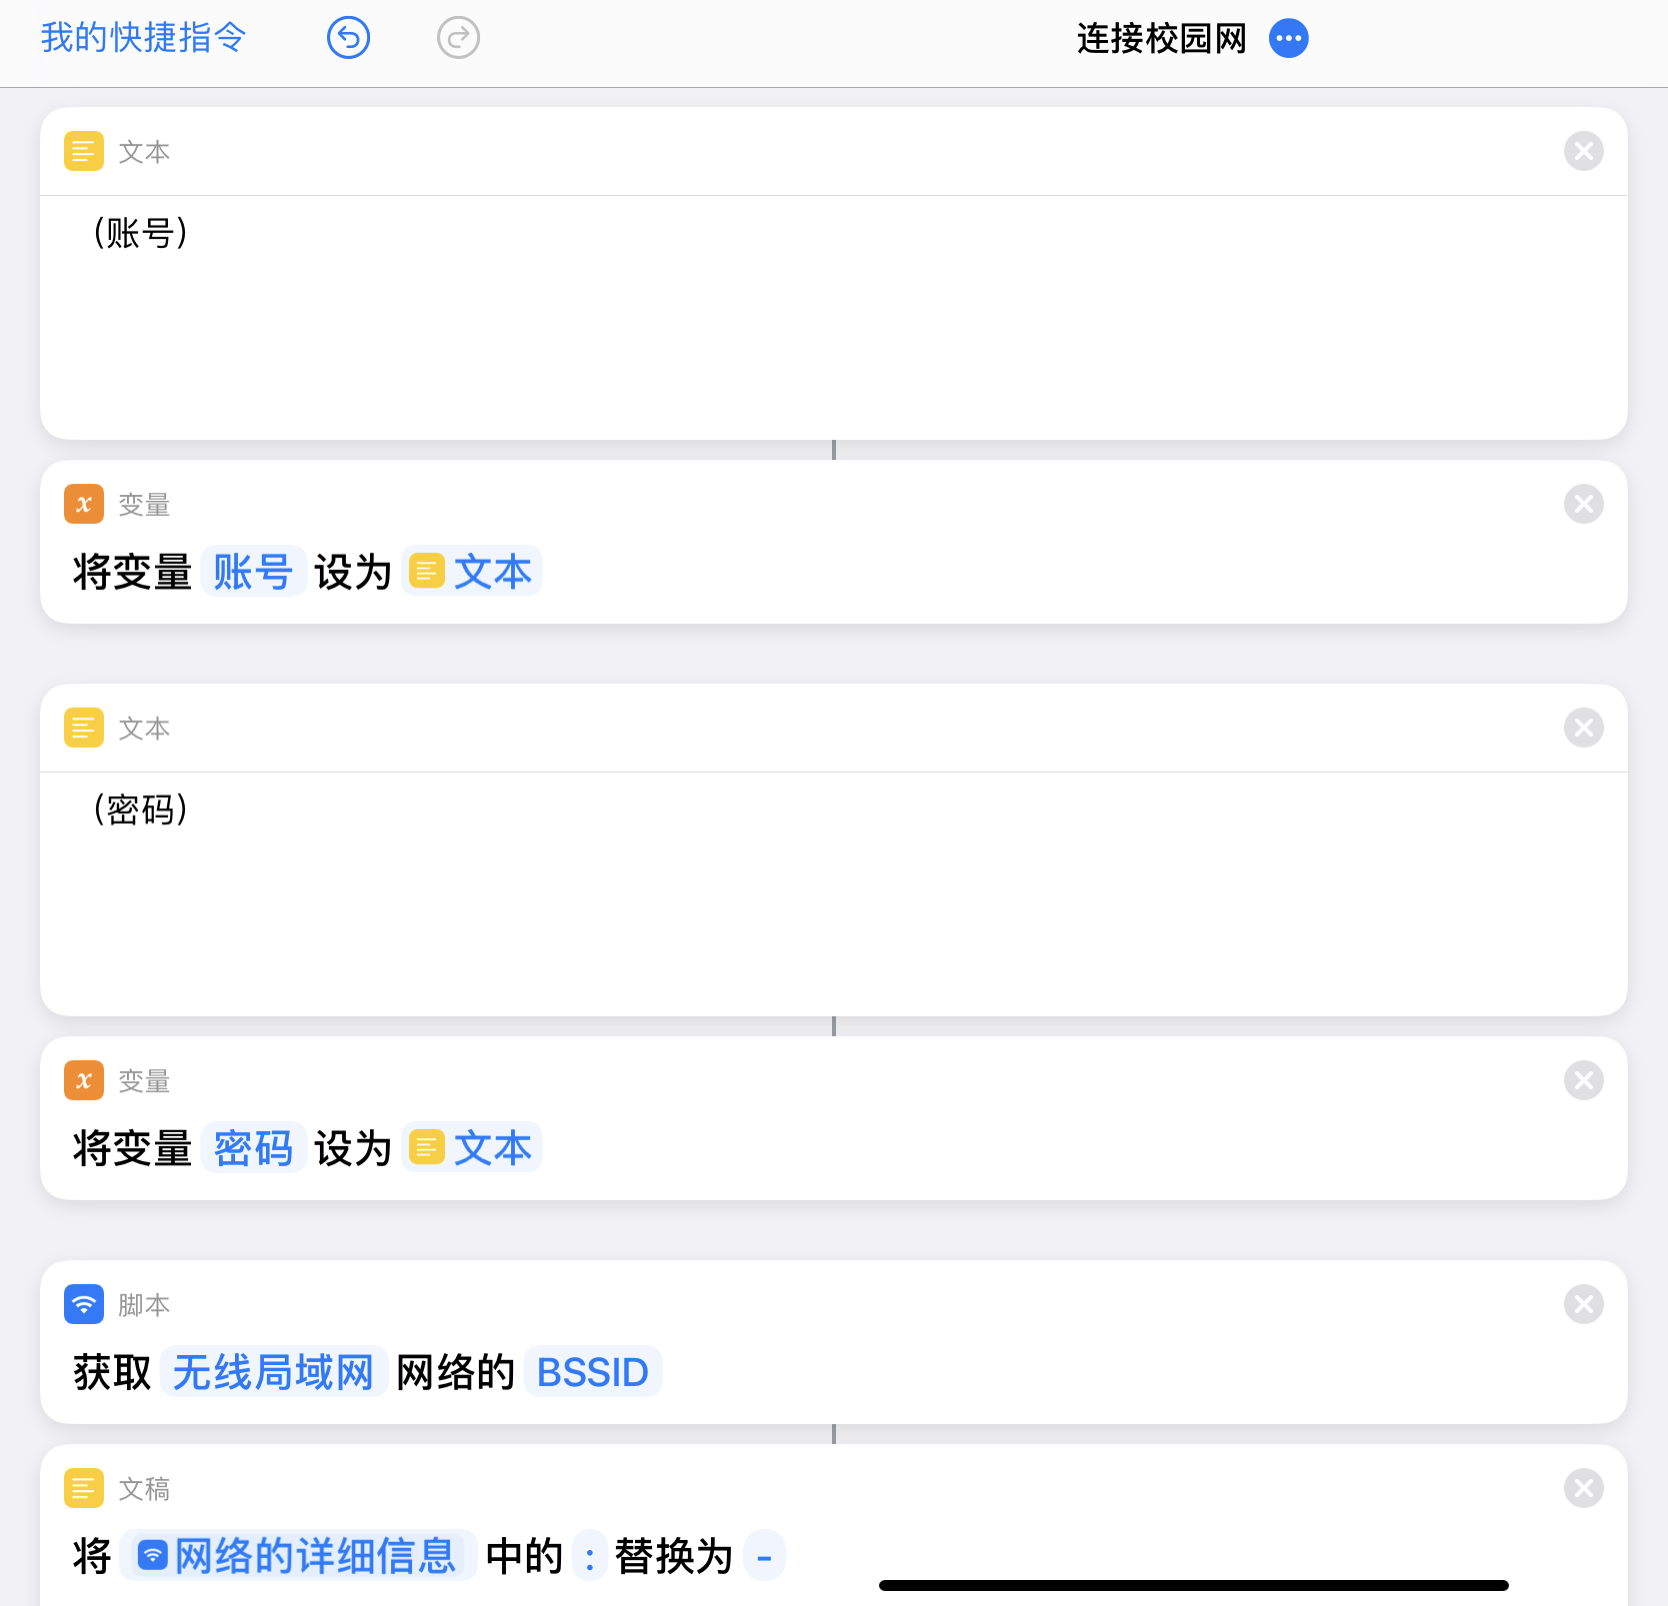 我的快捷指令 连接校园网
文本
（账号）
变量
将变量 账号 设为 文本
文本
（密码）
变量
将变量 密码 设为 文本
脚本
获取 无线局域网 网络的 BSSID
文稿
将 网络的详细信息 中的 : 替换为 -